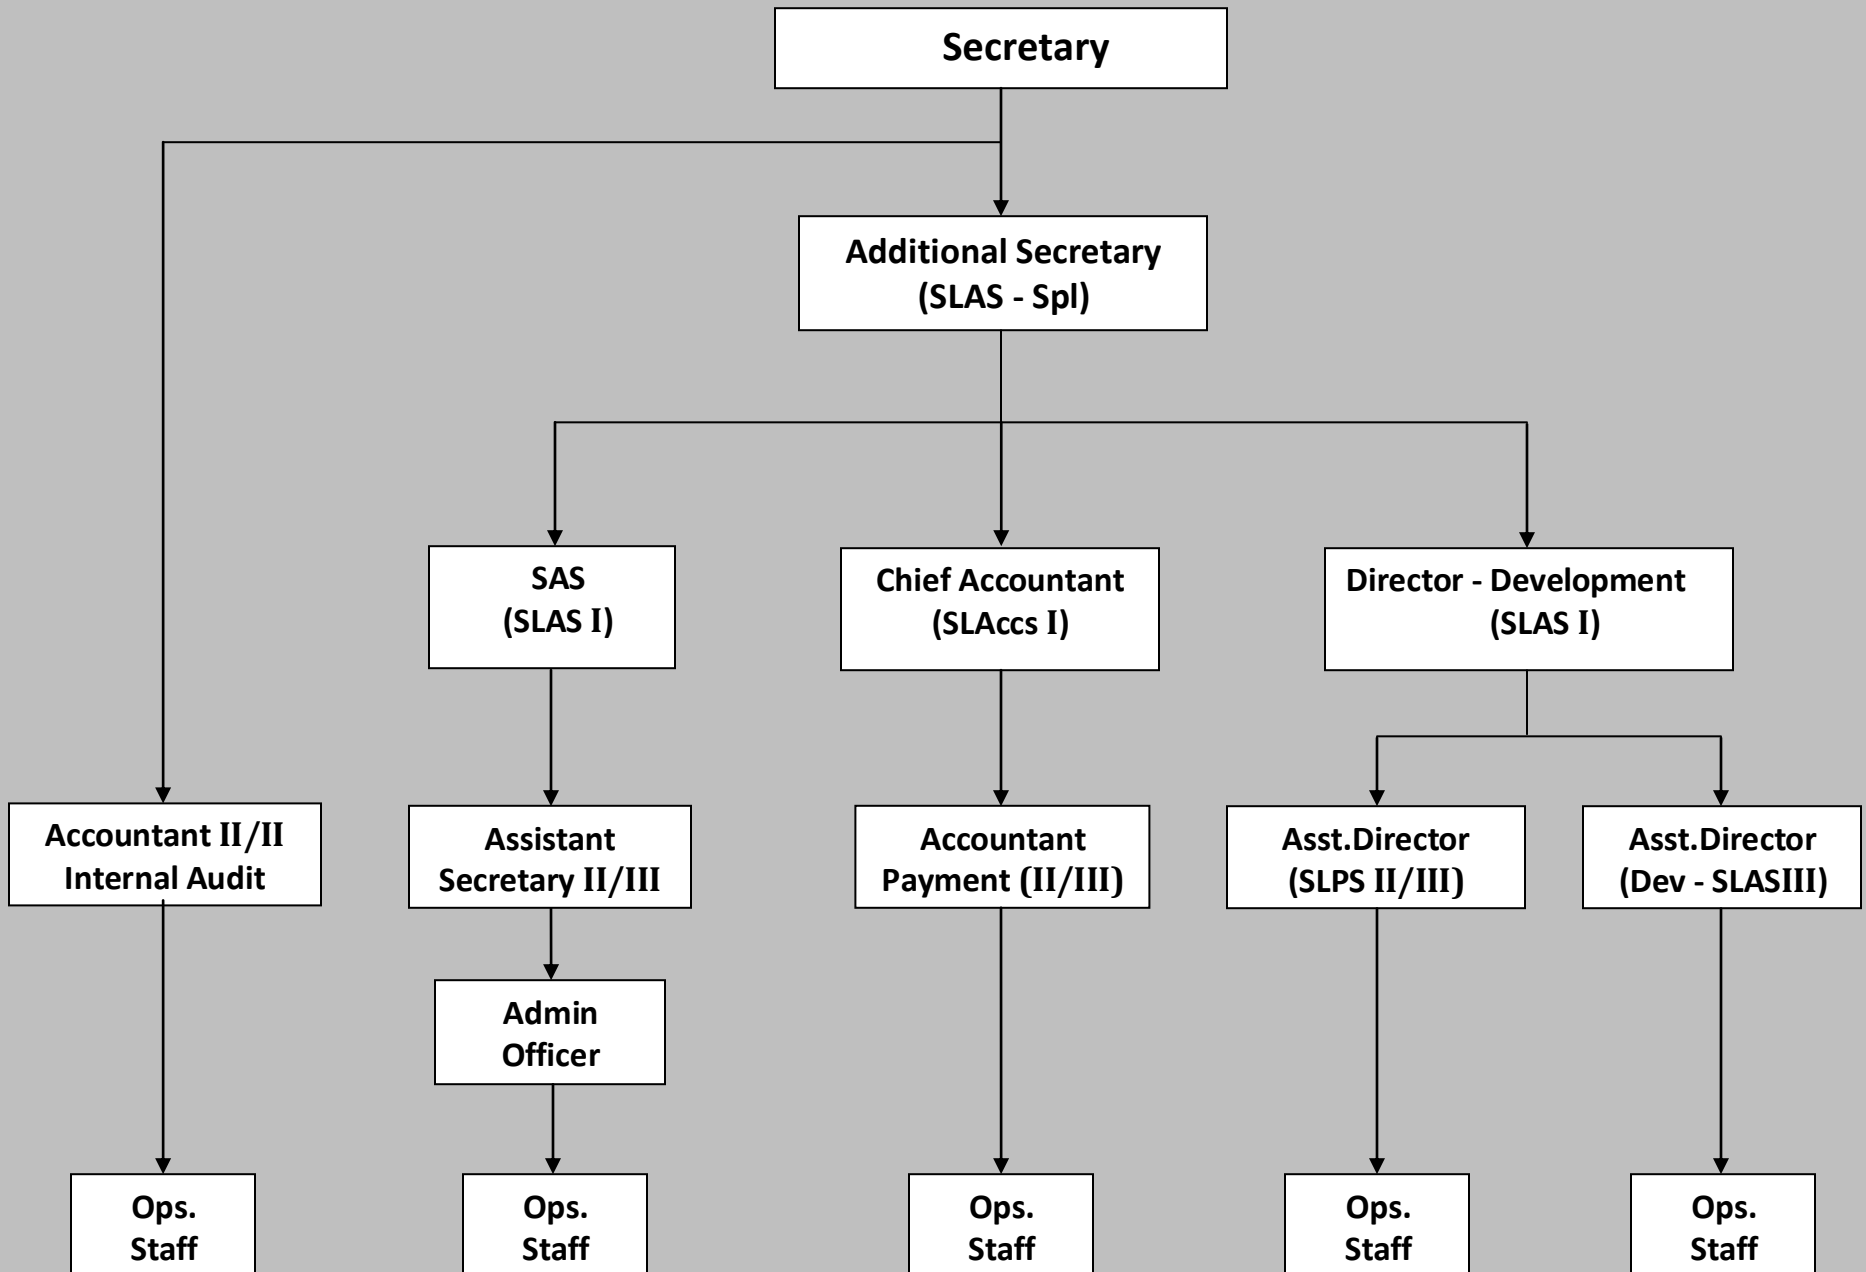 Secretary
Additional Secretary
(SLAS - Spl)
SAS
(SLAS I)
Chief Accountant
(SLAccs I)
Director - Development
(SLAS I)
Accountant II/II
Internal Audit
Assistant
Secretary II/III
Accountant
Payment (II/III)
Asst.Director
(SLPS II/III)
Asst.Director
(Dev - SLASIII)
Admin
Officer
Ops.
Staff
Ops.
Staff
Ops.
Staff
Ops.
Staff
Ops.
Staff